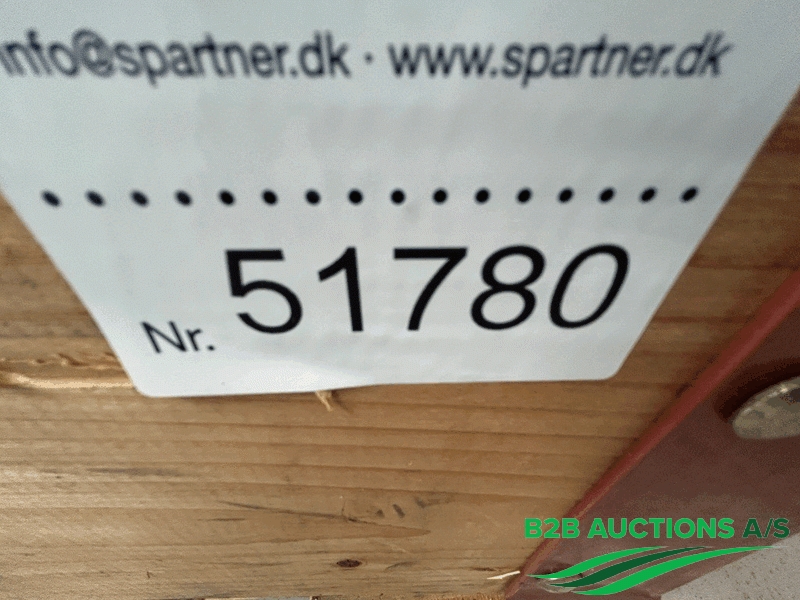 info@spartner.dk · www.spartner.dk
Nr. 51780
B2B AUCTIONS A/S